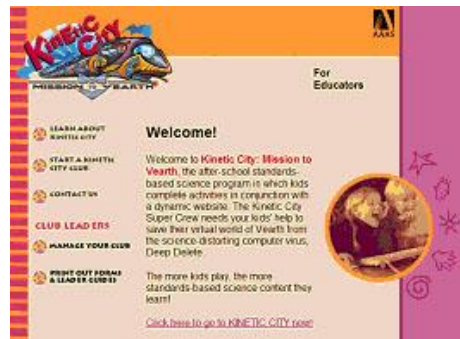 AAAS
KINETIC CITY
MISSION TO VEARTH
For
Educators
LEARN ABOUT
KINETIC CITY
START A KINETIC
CITY CLUB
CONTACT US
CLUB LEADERS
MANAGE YOUR CLUB
PRINT OUT FORMS
& LEADER GUIDES
Welcome!
Welcome to Kinetic City: Mission to
Vearth, the after-school standards-
based science program in which kids
complete activities in conjunction with
a dynamic website. The Kinetic City
Super Crew needs your kids' help to
save their virtual world of Vearth from
the science-distorting computer virus,
Deep Delete.
The more kids play, the more
standards-based science content they
learn!
Click here to go to KINETIC CITY now!